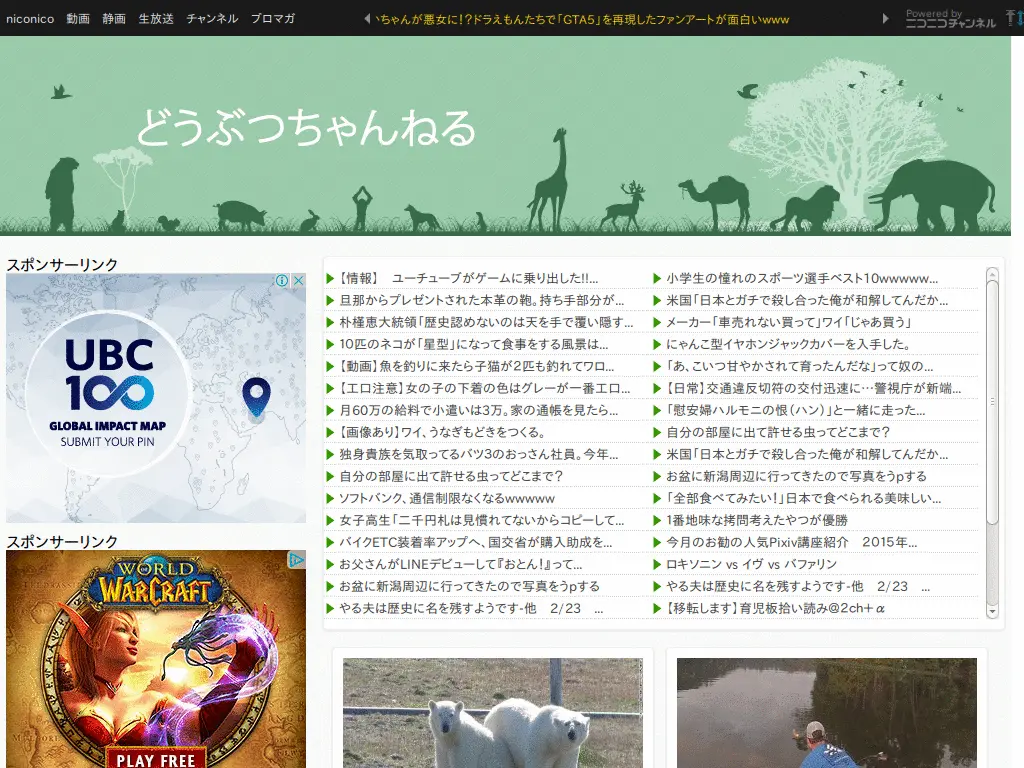 niconico 動画 静画 生放送 チャンネル ブロマガ
ちゃんが悪女に!?ドラえもんたちで「GTA5」を再現したファンアートが面白いwww
Powered by
ニコニコチャンネル
どうぶつちゃんねる
スポンサーリンク
UBC
100
GLOBAL IMPACT MAP
SUBMIT YOUR PIN
スポンサーリンク
WORLD
OF
WARCRAFT
PLAY FREE
【情報】 ユーチューブがゲームに乗り出した!!...
旦那からプレゼントされた本革の鞄。持ち手部分が...
朴槿恵大統領「歴史認めないのは天を手で覆い隠す...
10匹のネコが「星型」になって食事をする風景は...
【動画】魚を釣りに来たら子猫が2匹も釣れてワロ...
【エロ注意】女の子の下着の色はグレーが一番エロ...
月60万の給料で小遣いは3万。家の通帳を見たら...
【画像あり】ワイ、うなぎもどきをつくる。
独身貴族を気取ってるバツ3のおっさん社員。今年...
自分の部屋に出て許せる虫ってどこまで?
ソフトバンク、通信制限なくなるwwwww
女子高生「二千円札は見慣れてないからコピーして...
バイクETC装着率アップへ、国交省が購入助成を...
お父さんがLINEデビューして『おとん!』って...
お盆に新潟周辺に行ってきたので写真をうpする
やる夫は歴史に名を残すようです-他 2/23 ...
小学生の憧れのスポーツ選手ベスト10wwwww...
米国「日本とガチで殺し合った俺が和解してんだか...
メーカー「車売れない買って」ワイ「じゃあ買う」
にゃんこ型イヤホンジャックカバーを入手した。
「あ、こいつ甘やかされて育ったんだな」って奴の...
【日常】交通違反切符の交付迅速に…警視庁が新端...
「慰安婦ハルモニの恨(ハン)」と一緒に走った...
自分の部屋に出て許せる虫ってどこまで?
米国「日本とガチで殺し合った俺が和解してんだか...
お盆に新潟周辺に行ってきたので写真をうpする
「全部食べてみたい!」日本で食べられる美味しい...
1番地味な拷問考えたやつが優勝
今月のお勧の人気Pixiv講座紹介 2015年...
ロキソニン vs イヴ vs バファリン
やる夫は歴史に名を残すようです-他 2/23 ...
【移転します】育児板拾い読み@2ch+α